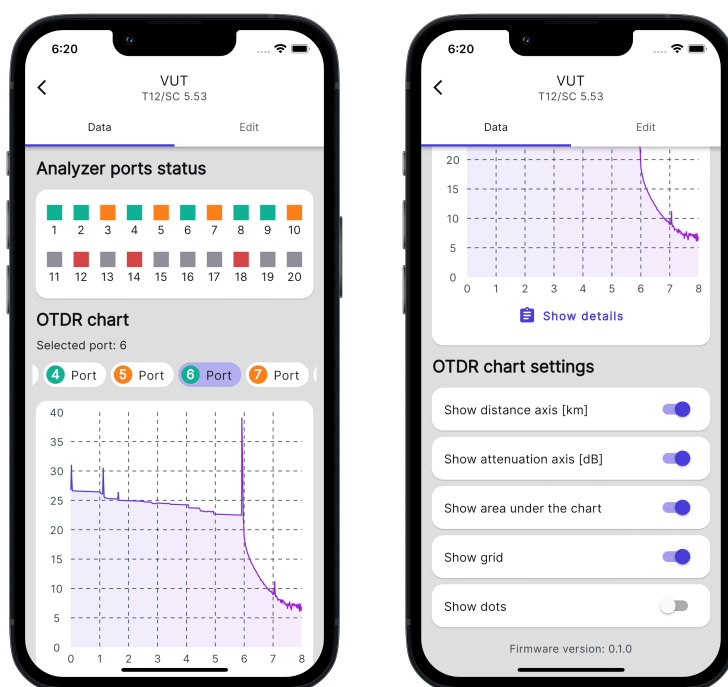 6:20
VUT
T12/SC 5.53
Data Edit
Analyzer ports status
1 2 3 4 5 6 7 8 9 10
11 12 13 14 15 16 17 18 19 20
OTDR chart
Selected port: 6
4 Port 5 Port 6 Port 7 Port
40
35
30
25
20
15
10
5
0
0 1 2 3 4 5 6 7 8
6:20
VUT
T12/SC 5.53
Data Edit
20
15
10
5
0
0 1 2 3 4 5 6 7 8
Show details
OTDR chart settings
Show distance axis [km]
Show attenuation axis [dB]
Show area under the chart
Show grid
Show dots
Firmware version: 0.1.0